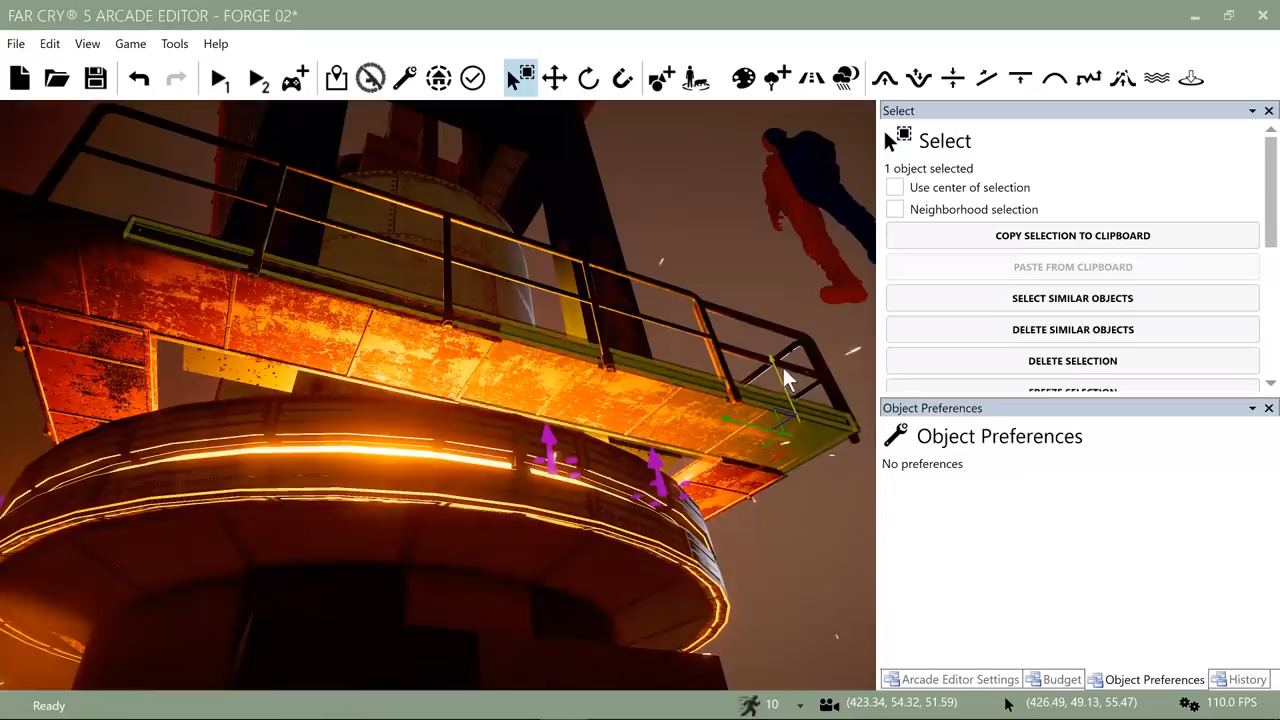 FAR CRY® 5 ARCADE EDITOR - FORGE 02*
File Edit View Game Tools Help
1 2
Select
Select
1 object selected
Use center of selection
Neighborhood selection
COPY SELECTION TO CLIPBOARD
PASTE FROM CLIPBOARD
SELECT SIMILAR OBJECTS
DELETE SIMILAR OBJECTS
DELETE SELECTION
FREEZE SELECTION
Object Preferences
Object Preferences
No preferences
Arcade Editor Settings Budget Object Preferences History
Ready 10 (423.34, 54.32, 51.59) (426.49, 49.13, 55.47) 110.0 FPS